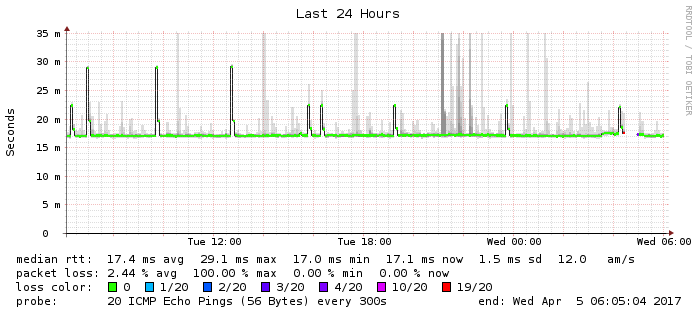 Last 24 Hours
RRDTOOL / TOBI OETIKER
Seconds
35 m
30 m
25 m
20 m
15 m
10 m
5 m
0
Tue 12:00 Tue 18:00 Wed 00:00 Wed 06:00
median rtt: 17.4 ms avg 29.1 ms max 17.0 ms min 17.1 ms now 1.5 ms sd 12.0 am/s
packet loss: 2.44 % avg 100.00 % max 0.00 % min 0.00 % now
loss color: 0 1/20 2/20 3/20 4/20 10/20 19/20
probe: 20 ICMP Echo Pings (56 Bytes) every 300s end: Wed Apr 5 06:05:04 2017